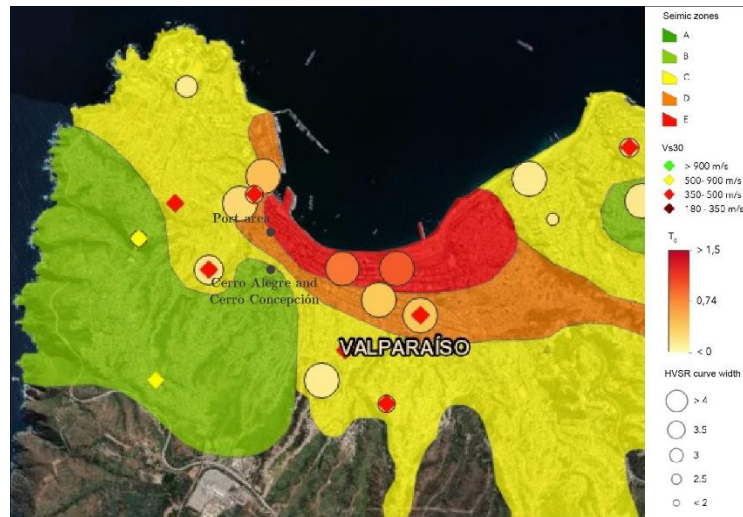 Port area
Cerro Alegre and
Cerro Concepción
VALPARAÍSO
Seimic zones
A
B
C
D
E
Vs30
> 900 m/s
500- 900 m/s
350- 500 m/s
180 - 350 m/s
T₀
> 1,5
0,74
< 0
HVSR curve width
> 4
3.5
3
2.5
< 2